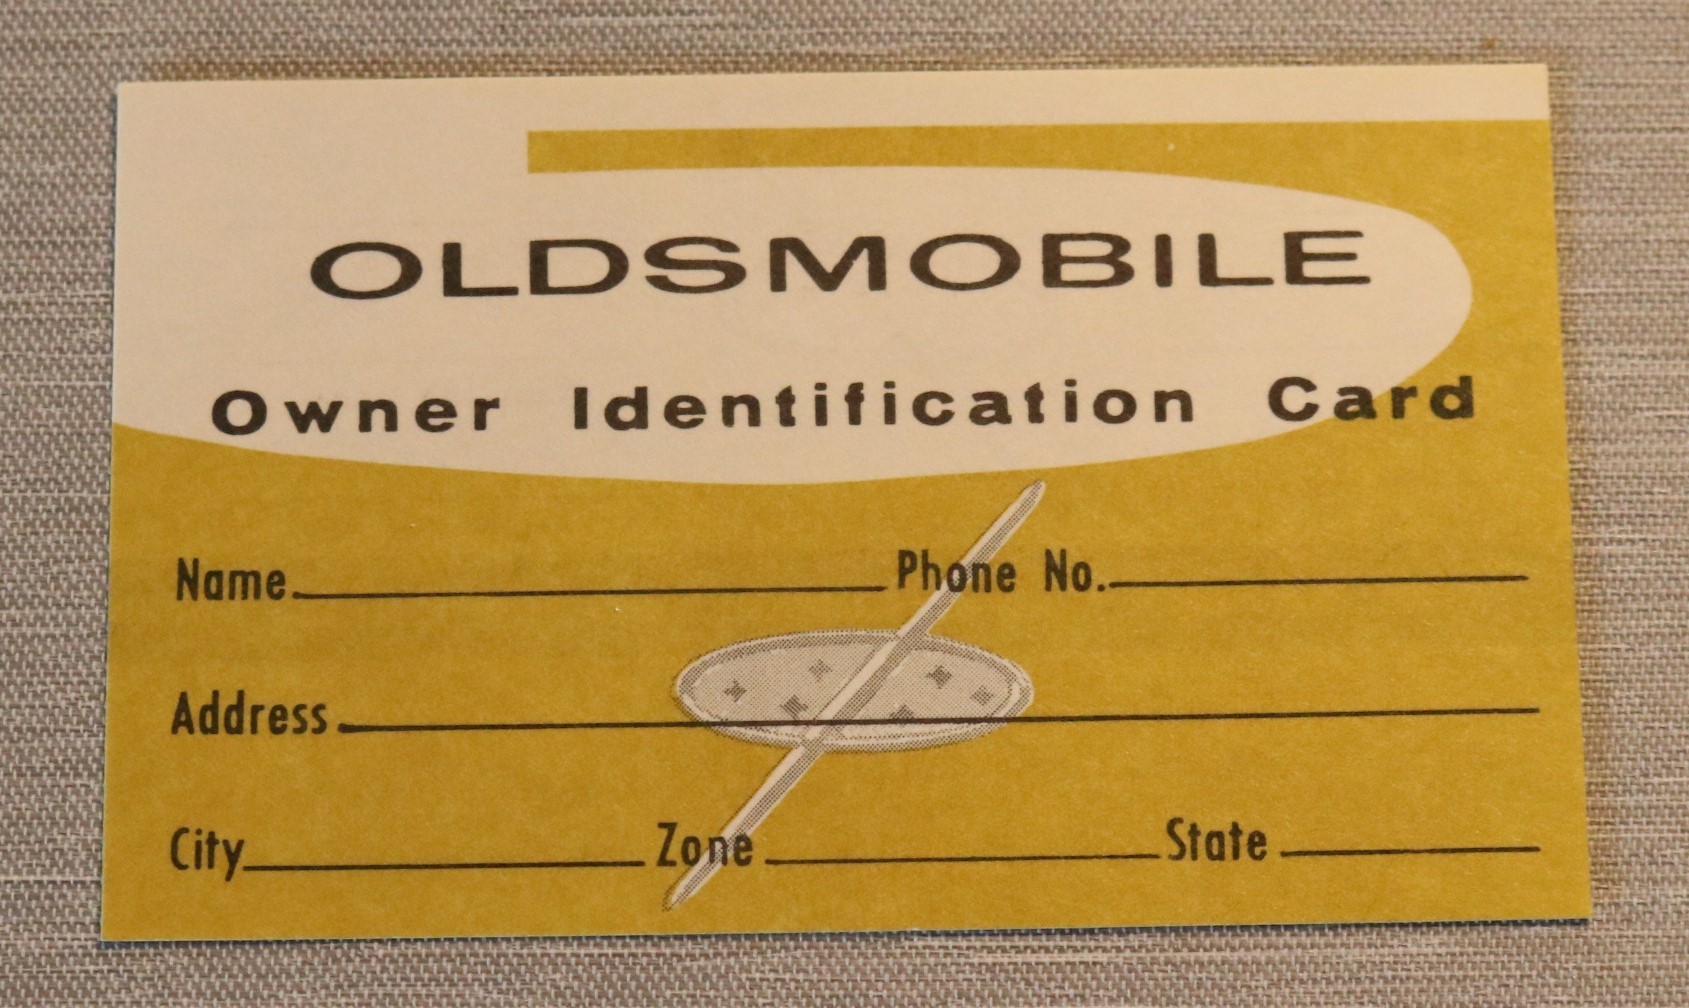 OLDSMOBILE
Owner Identification Card
Name Phone No.
Address
City Zone State